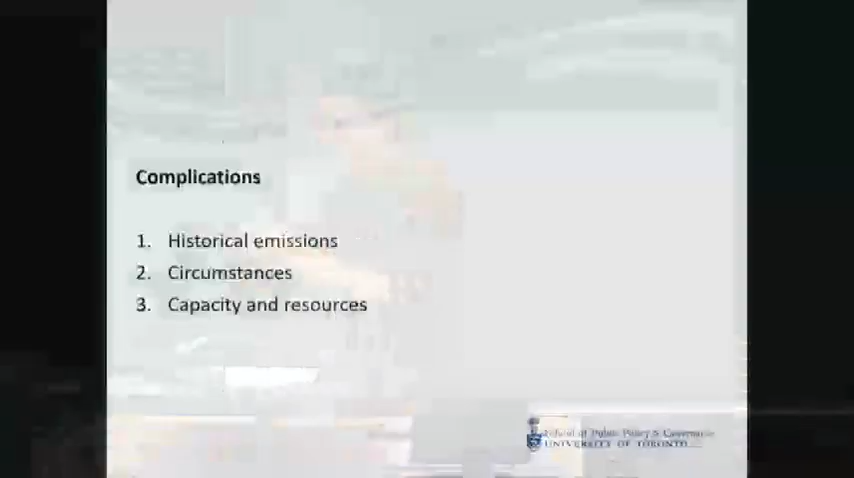 Complications
1. Historical emissions
2. Circumstances
3. Capacity and resources
School of Public Policy & Governance
UNIVERSITY OF TORONTO